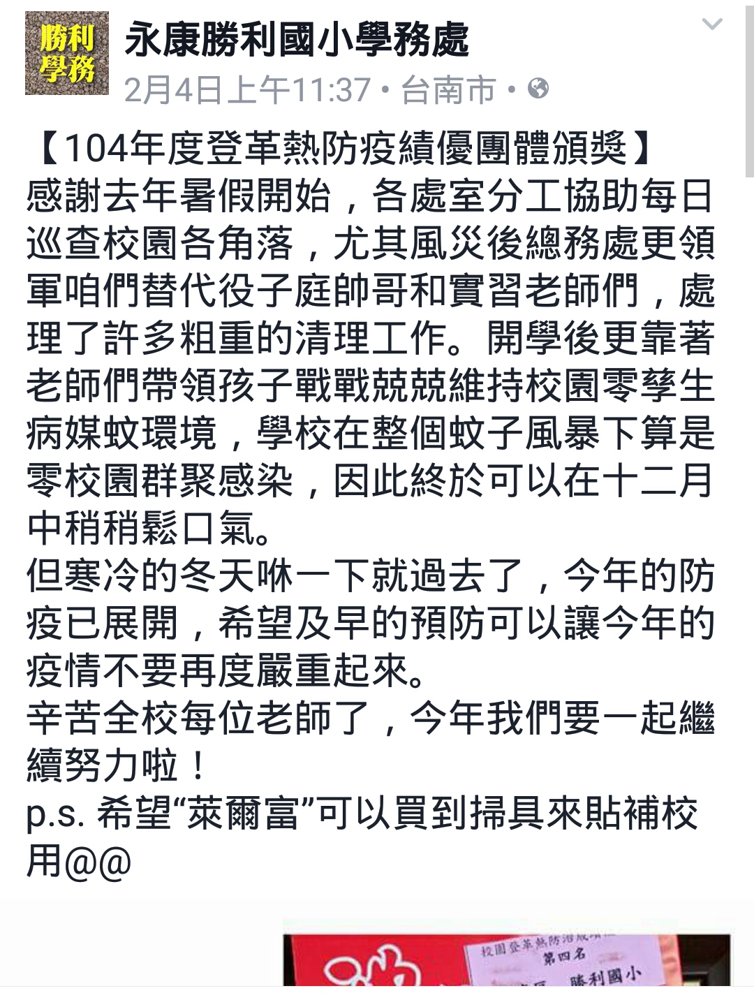 勝利
學務
永康勝利國小學務處
2月4日上午11:37 • 台南市 •
【104年度登革熱防疫績優團體頒獎】
感謝去年暑假開始，各處室分工協助每日
巡查校園各角落，尤其風災後總務處更領
軍咱們替代役子庭帥哥和實習老師們，處
理了許多粗重的清理工作。開學後更靠著
老師們帶領孩子戰戰兢兢維持校園零孳生
病媒蚊環境，學校在整個蚊子風暴下算是
零校園群聚感染，因此終於可以在十二月
中稍稍鬆口氣。
但寒冷的冬天咻一下就過去了，今年的防
疫已展開，希望及早的預防可以讓今年的
疫情不要再度嚴重起來。
辛苦全校每位老師了，今年我們要一起繼
續努力啦！
p.s. 希望“萊爾富”可以買到掃具來貼補校
用@@
校園登革熱防治成績
第四名
勝利國小